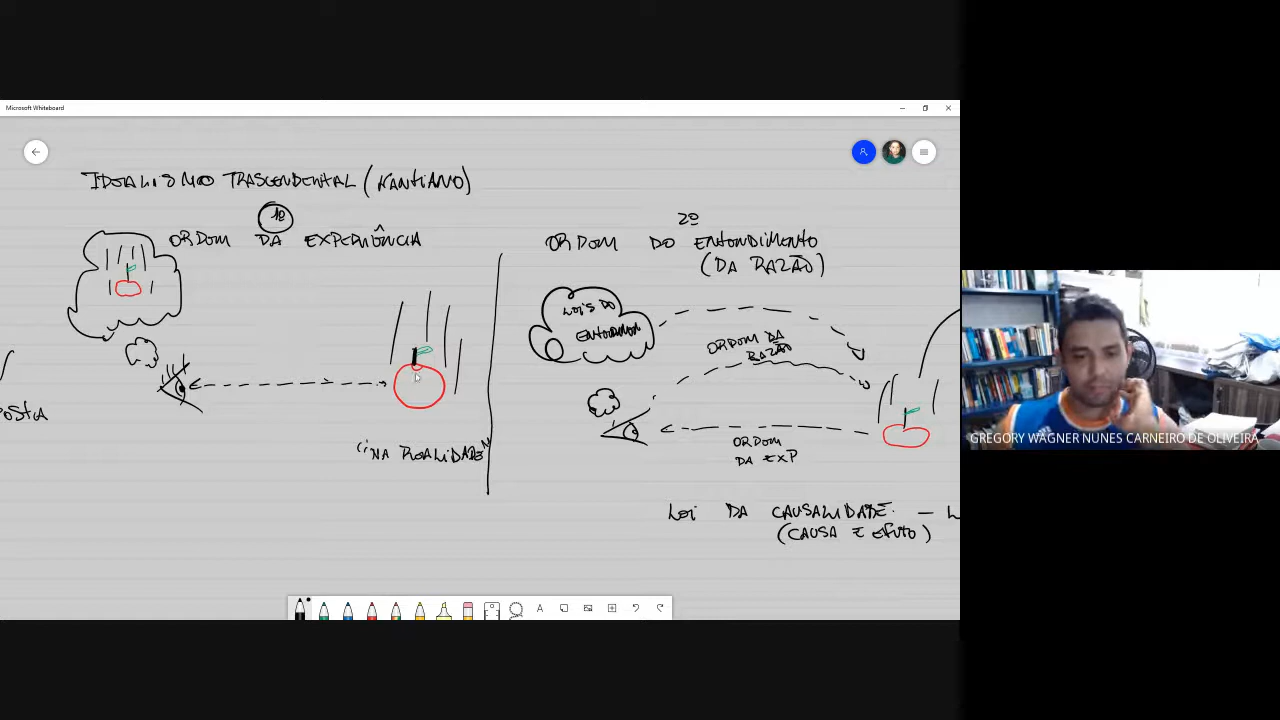 Microsoft Whiteboard
IDEALISMO TRASCENDENTAL (KANTIANO)
1º
ORDEM DA EXPERIÊNCIA
2º
ORDEM DO ENTENDIMENTO
(DA RAZÃO)
LEIS DO
ORDEM DA
RAZÃO
OSTA
"NA REALIDADE"
ORDEM
DA EXP
GREGORY WAGNER NUNES CARNEIRO DE OLIVEIRA
LEI DA CAUSALIDADE -
(CAUSA E EFEITO)
A